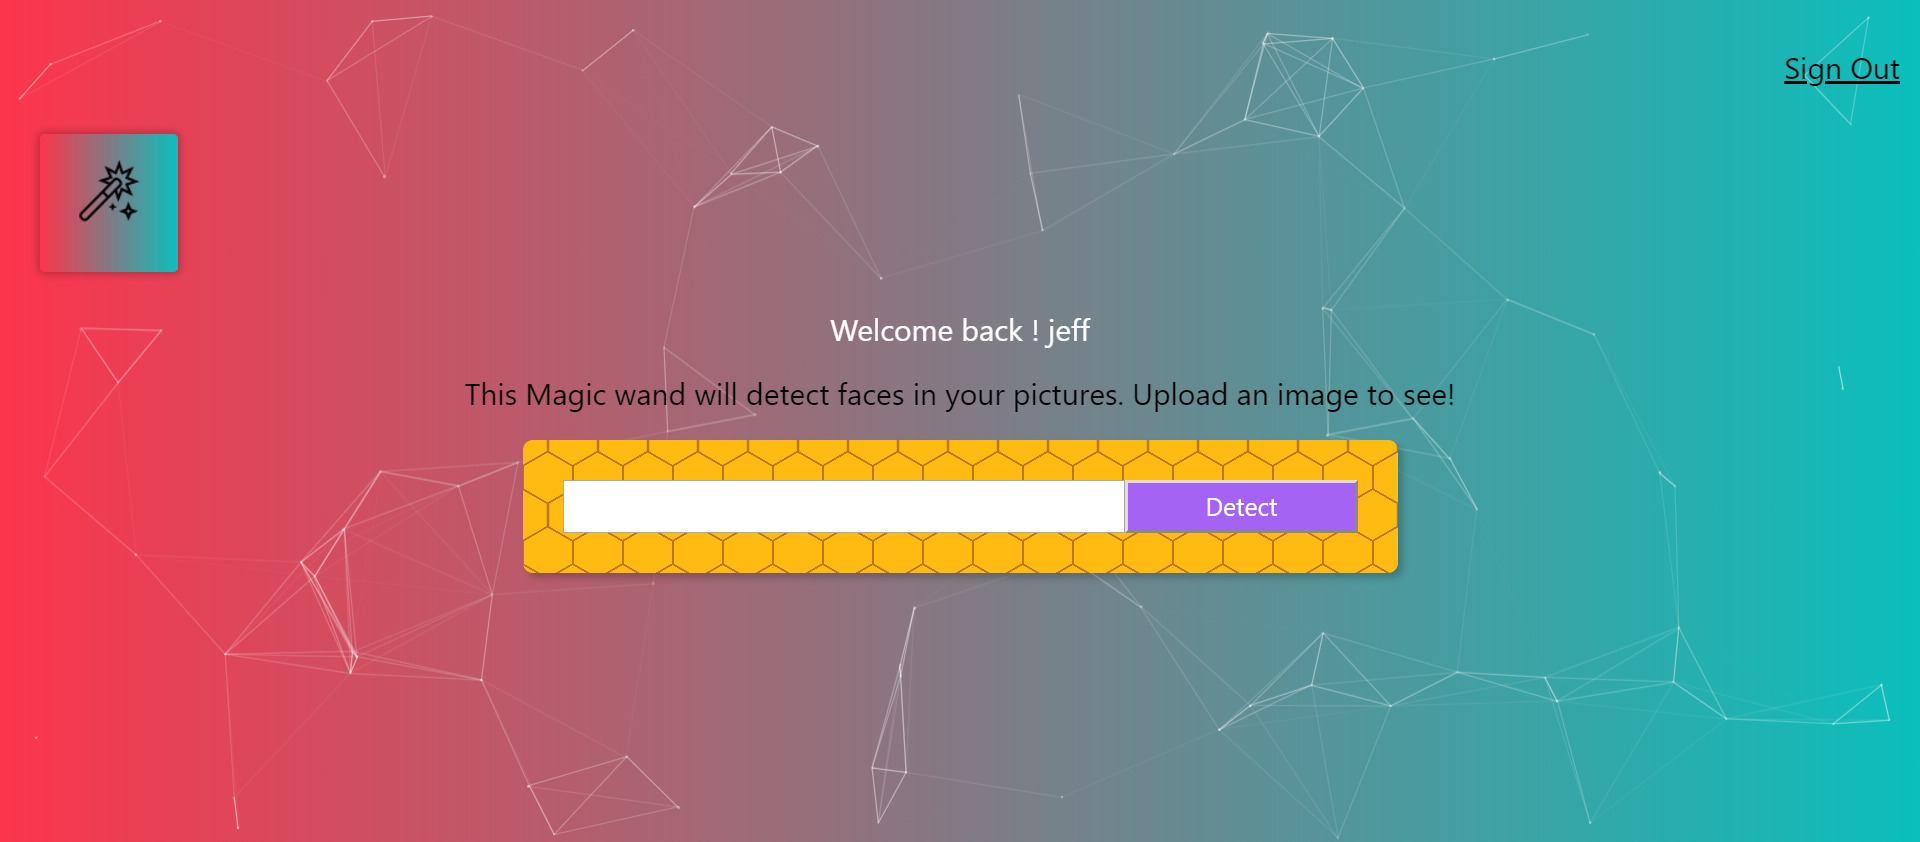 Sign Out
Welcome back ! jeff
This Magic wand will detect faces in your pictures. Upload an image to see!
Detect